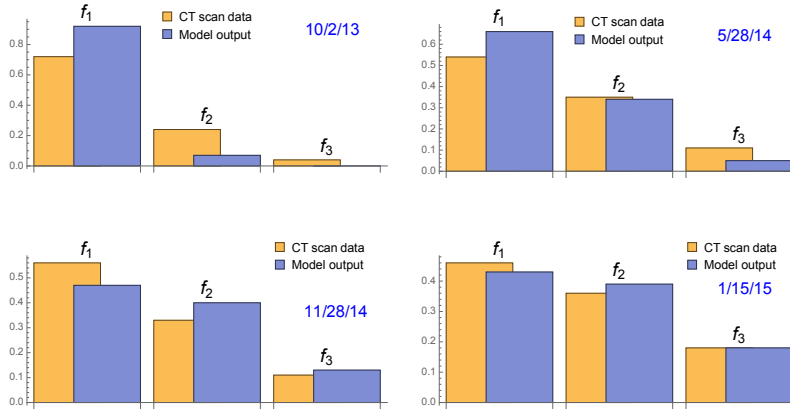 f1
CT scan data
Model output
10/2/13
0.8
0.6
0.4
0.2
0.0
f2
f3
f1
CT scan data
Model output
5/28/14
0.6
0.5
0.4
0.3
0.2
0.1
0.0
f2
f3
f1
CT scan data
Model output
11/28/14
0.5
0.4
0.3
0.2
0.1
0.0
f2
f3
f1
CT scan data
Model output
1/15/15
0.4
0.3
0.2
0.1
0.0
f2
f3